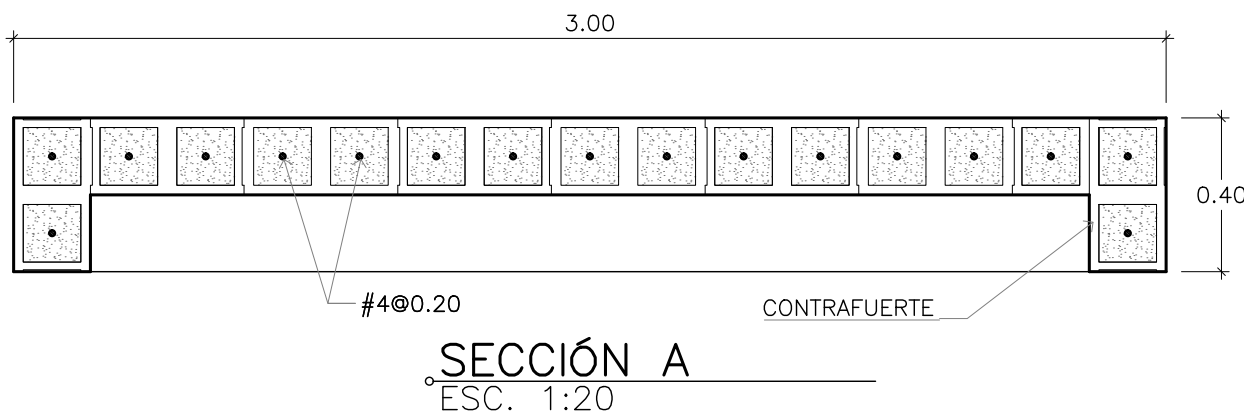 3.00
0.40
#4@0.20
CONTRAFUERTE
SECCIÓN A
ESC. 1:20